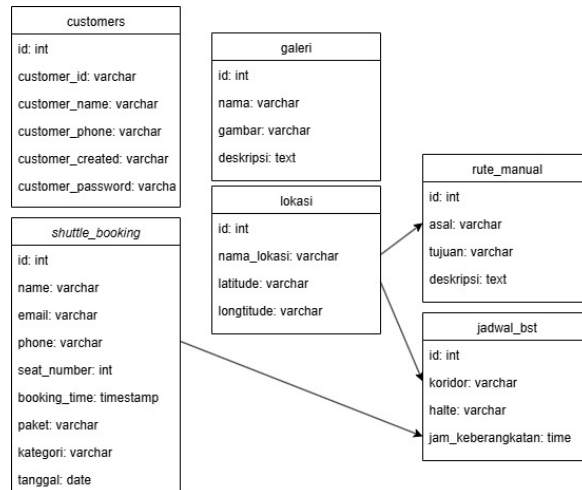 customers
id: int
customer_id: varchar
customer_name: varchar
customer_phone: varchar
customer_created: varchar
customer_password: varcha
galeri
id: int
nama: varchar
gambar: varchar
deskripsi: text
lokasi
id: int
nama_lokasi: varchar
latitude: varchar
longtitude: varchar
rute_manual
id: int
asal: varchar
tujuan: varchar
deskripsi: text
shuttle_booking
id: int
name: varchar
email: varchar
phone: varchar
seat_number: int
booking_time: timestamp
paket: varchar
kategori: varchar
tanggal: date
jadwal_bst
id: int
koridor: varchar
halte: varchar
jam_keberangkatan: time